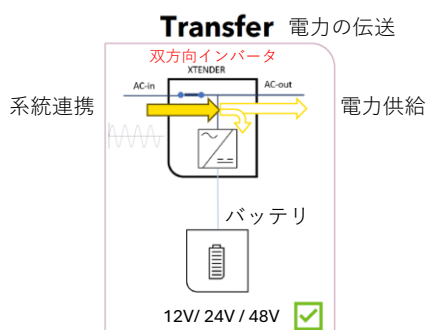 Transfer 電力の伝送
双方向インバータ
XTENDER
AC-in
AC-out
系統連携
電力供給
バッテリ
12V/ 24V / 48V